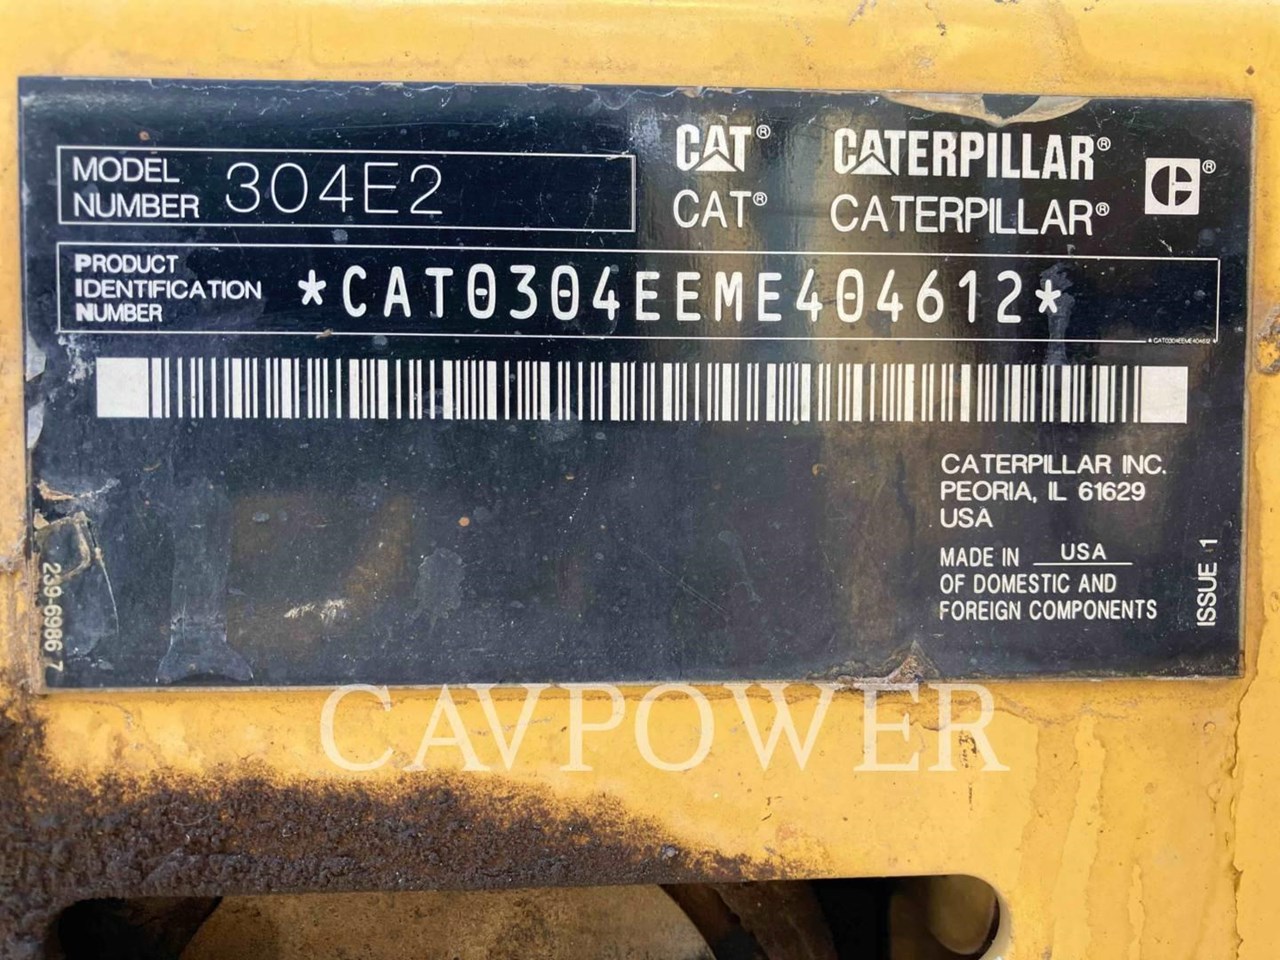 MODEL NUMBER 304E2
CAT® CATERPILLAR® C®
CAT® CATERPILLAR®
PRODUCT IDENTIFICATION NUMBER *CAT0304EEME404612*
*CAT0304EEME404612*
CATERPILLAR INC.
PEORIA, IL 61629
USA
MADE IN USA
OF DOMESTIC AND
FOREIGN COMPONENTS
ISSUE 1
239-6986 7
CAVPOWER